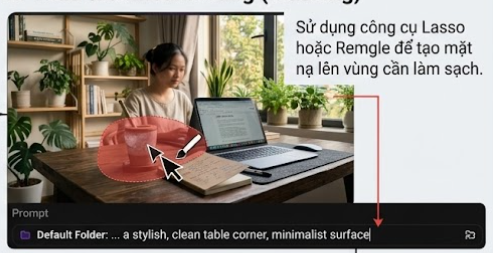 Sử dụng công cụ Lasso
hoặc Remgle để tạo mặt
nạ lên vùng cần làm sạch.
Prompt
Default Folder: ... a stylish, clean table corner, minimalist surface